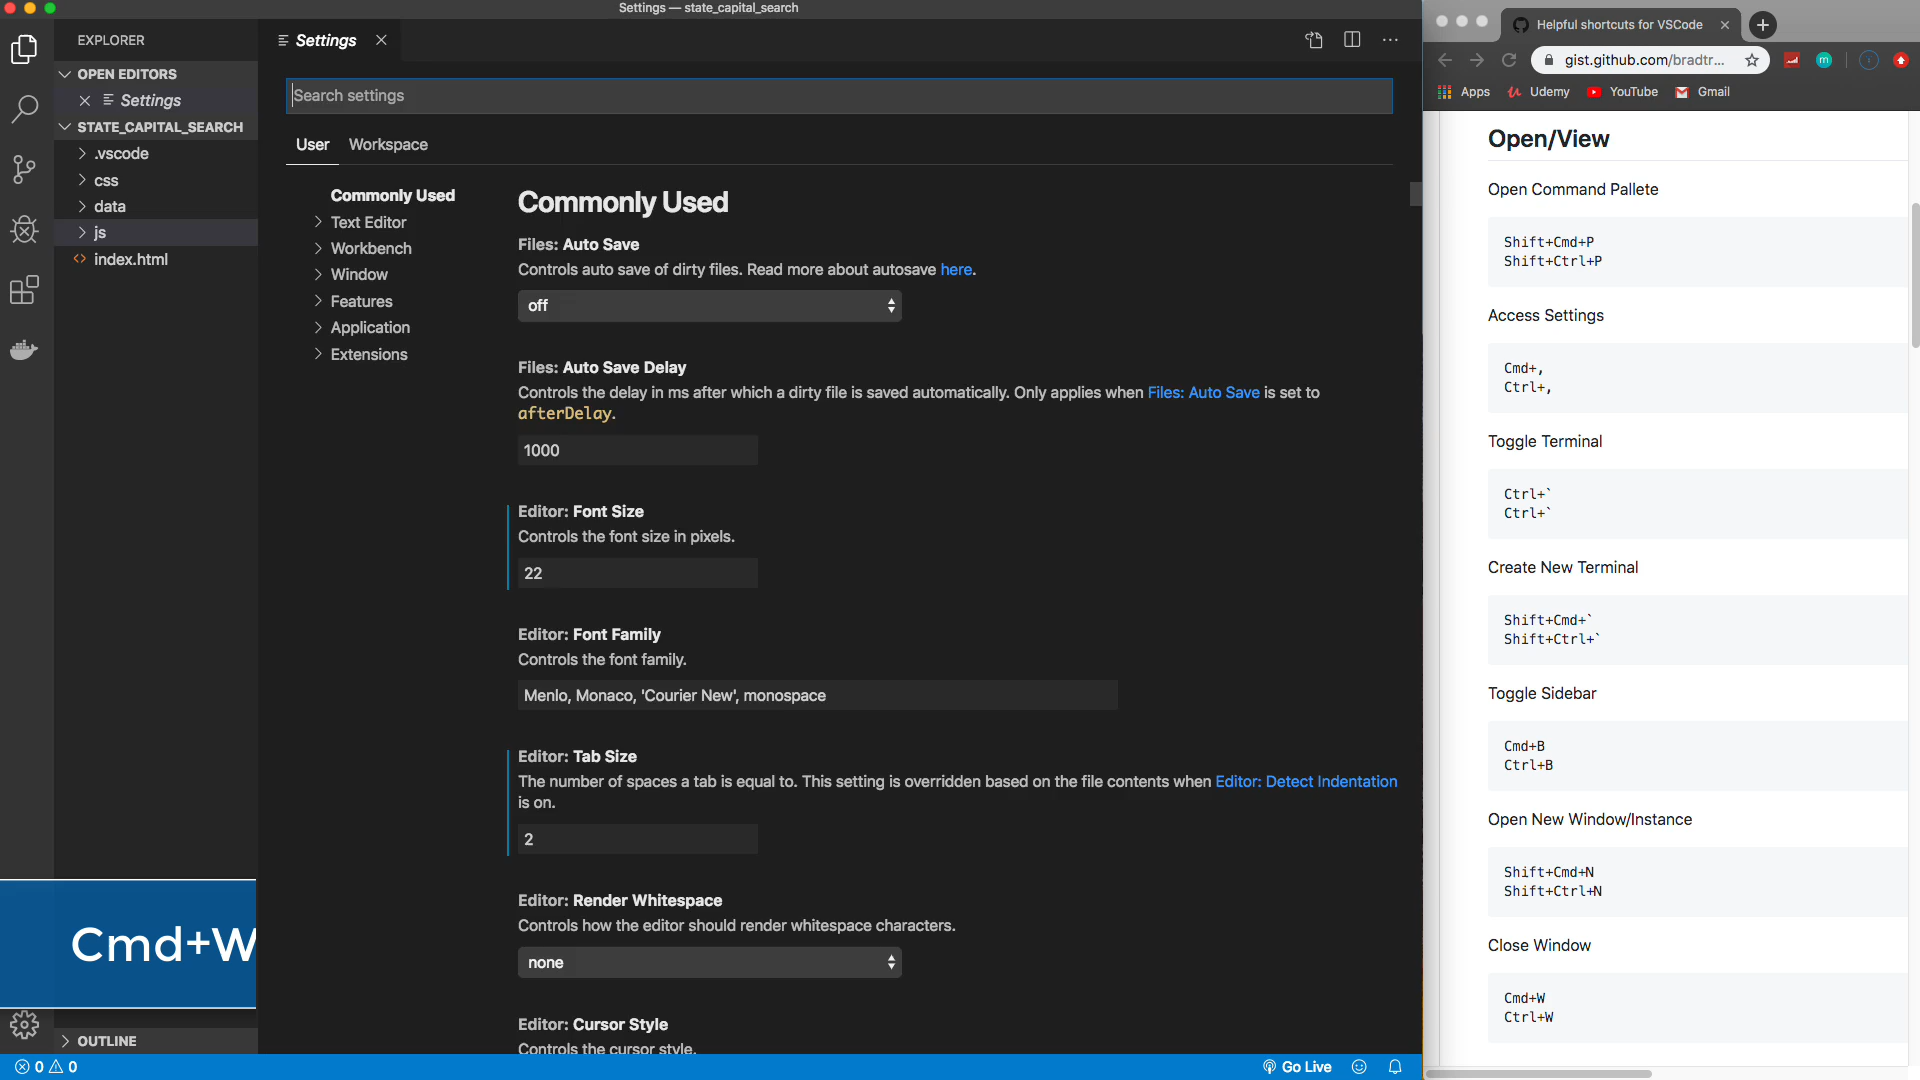 Settings — state_capital_search
EXPLORER
OPEN EDITORS
Settings
STATE_CAPITAL_SEARCH
.vscode
css
data
js
index.html
OUTLINE
Cmd+W
0 0
Go Live
Settings
Search settings
User Workspace
Commonly Used
Text Editor
Workbench
Window
Features
Application
Extensions
Commonly Used
Files: Auto Save
Controls auto save of dirty files. Read more about autosave here.
off
Files: Auto Save Delay
Controls the delay in ms after which a dirty file is saved automatically. Only applies when Files: Auto Save is set to
afterDelay.
1000
Editor: Font Size
Controls the font size in pixels.
22
Editor: Font Family
Controls the font family.
Menlo, Monaco, 'Courier New', monospace
Editor: Tab Size
The number of spaces a tab is equal to. This setting is overridden based on the file contents when Editor: Detect Indentation
is on.
2
Editor: Render Whitespace
Controls how the editor should render whitespace characters.
none
Editor: Cursor Style
Controls the cursor style.
Helpful shortcuts for VSCode
gist.github.com/bradtr...
m
Apps Udemy YouTube Gmail
Open/View
Open Command Pallete
Shift+Cmd+P
Shift+Ctrl+P
Access Settings
Cmd+,
Ctrl+,
Toggle Terminal
Ctrl+`
Ctrl+`
Create New Terminal
Shift+Cmd+`
Shift+Ctrl+`
Toggle Sidebar
Cmd+B
Ctrl+B
Open New Window/Instance
Shift+Cmd+N
Shift+Ctrl+N
Close Window
Cmd+W
Ctrl+W